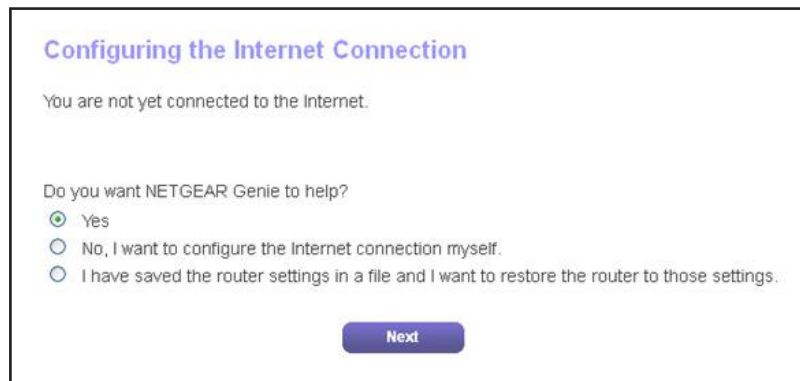 Configuring the Internet Connection
You are not yet connected to the Internet.
Do you want NETGEAR Genie to help?
Yes
No, I want to configure the Internet connection myself.
I have saved the router settings in a file and I want to restore the router to those settings.
Next